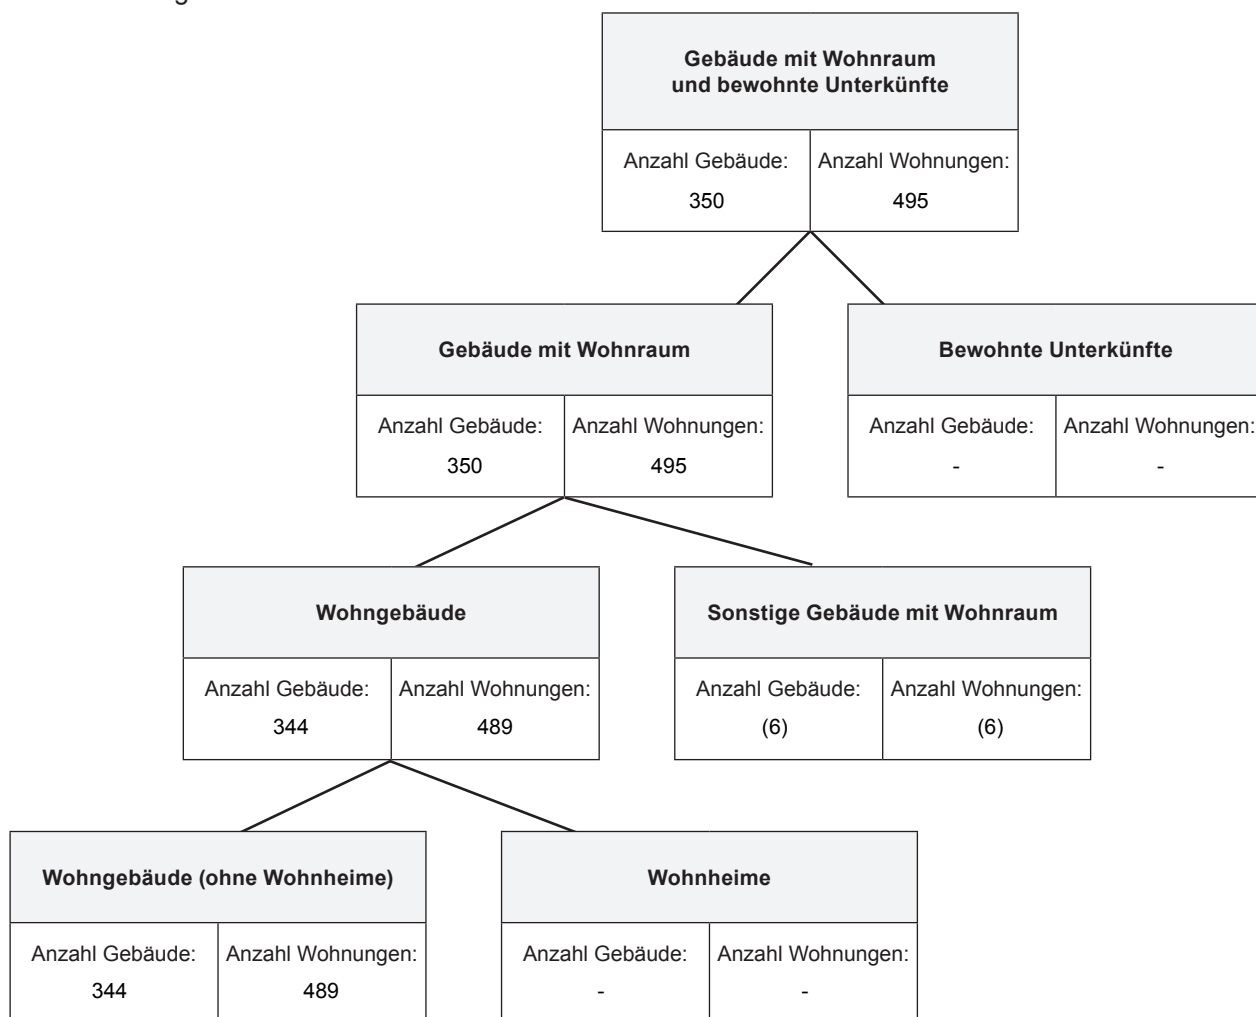 Gebäude mit Wohnraum
und bewohnte Unterkünfte
Anzahl Gebäude: Anzahl Wohnungen:
350 495
Gebäude mit Wohnraum
Anzahl Gebäude: Anzahl Wohnungen:
350 495
Bewohnte Unterkünfte
Anzahl Gebäude: Anzahl Wohnungen:
- -
Wohngebäude
Anzahl Gebäude: Anzahl Wohnungen:
344 489
Sonstige Gebäude mit Wohnraum
Anzahl Gebäude: Anzahl Wohnungen:
(6) (6)
Wohngebäude (ohne Wohnheime)
Anzahl Gebäude: Anzahl Wohnungen:
344 489
Wohnheime
Anzahl Gebäude: Anzahl Wohnungen:
- -